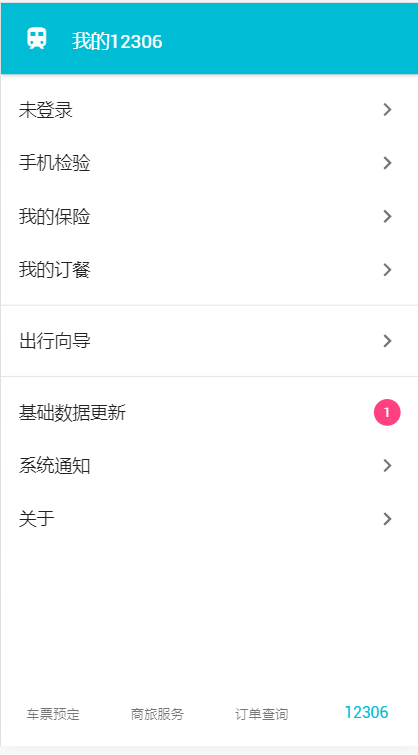 我的12306
未登录
手机检验
我的保险
我的订餐
出行向导
基础数据更新 1
系统通知
关于
车票预定 商旅服务 订单查询 12306